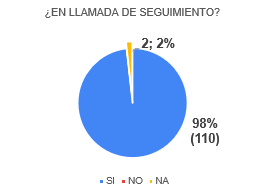 ¿EN LLAMADA DE SEGUIMIENTO?
2; 2%
98%
(110)
SI NO NA